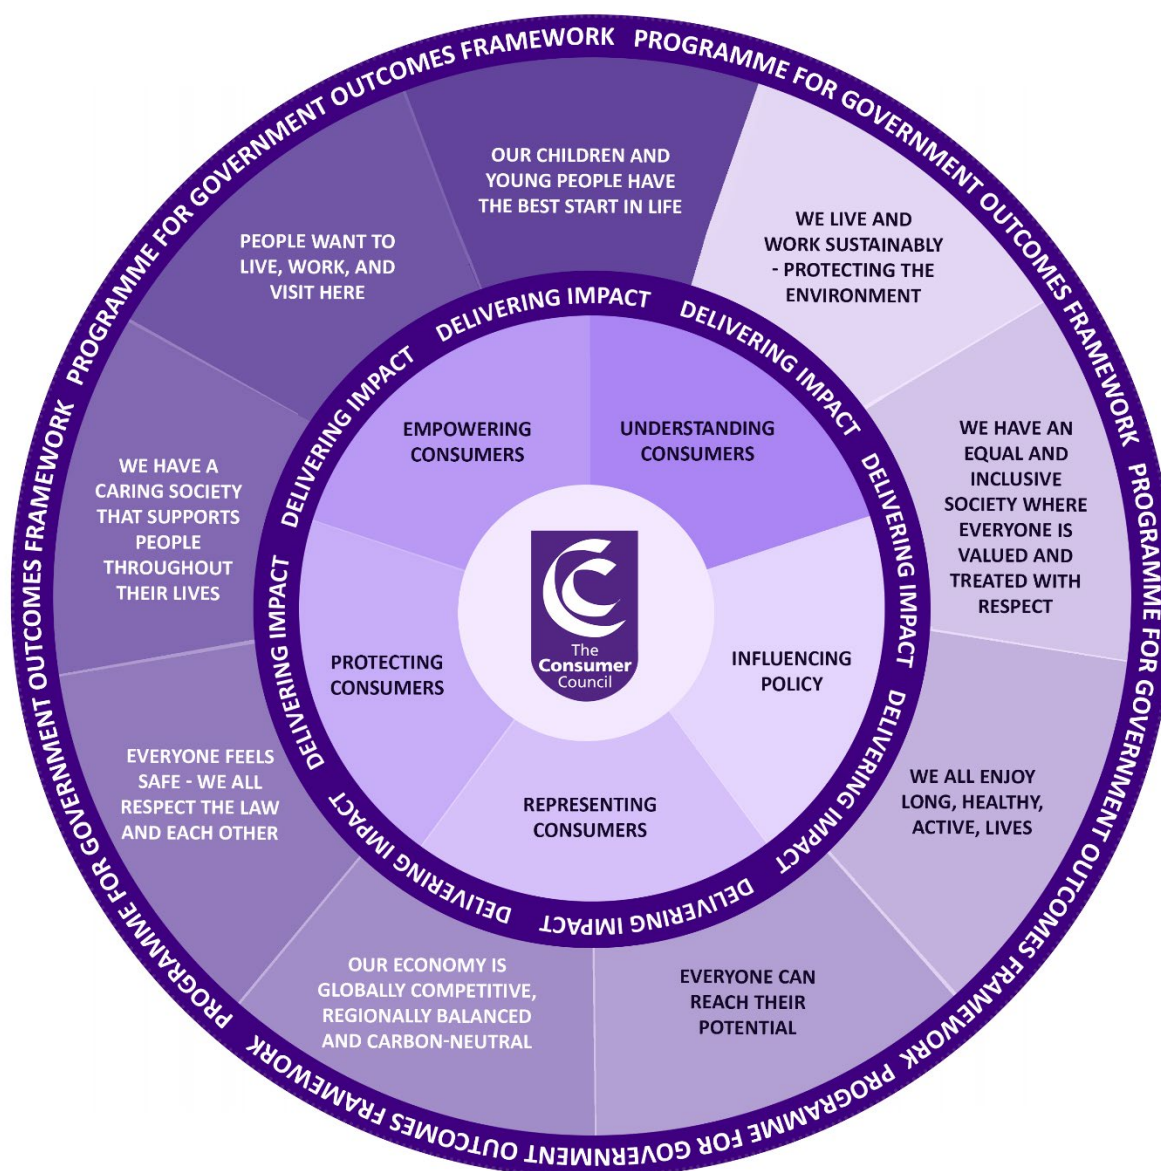 PROGRAMME FOR GOVERNMENT OUTCOMES FRAMEWORK
PROGRAMME FOR GOVERNMENT OUTCOMES FRAMEWORK
PROGRAMME FOR GOVERNMENT OUTCOMES FRAMEWORK
PROGRAMME FOR GOVERNMENT OUTCOMES FRAMEWORK
PROGRAMME FOR GOVERNMENT OUTCOMES FRAMEWORK
OUR CHILDREN AND
YOUNG PEOPLE HAVE
THE BEST START IN LIFE
WE LIVE AND
WORK SUSTAINABLY
- PROTECTING THE
ENVIRONMENT
WE HAVE AN
EQUAL AND
INCLUSIVE
SOCIETY WHERE
EVERYONE IS
VALUED AND
TREATED WITH
RESPECT
WE ALL ENJOY
LONG, HEALTHY,
ACTIVE, LIVES
EVERYONE CAN
REACH THEIR
POTENTIAL
OUR ECONOMY IS
GLOBALLY COMPETITIVE,
REGIONALLY BALANCED
AND CARBON-NEUTRAL
EVERYONE FEELS
SAFE - WE ALL
RESPECT THE LAW
AND EACH OTHER
WE HAVE A
CARING SOCIETY
THAT SUPPORTS
PEOPLE
THROUGHOUT
THEIR LIVES
PEOPLE WANT TO
LIVE, WORK, AND
VISIT HERE
DELIVERING IMPACT
DELIVERING IMPACT
DELIVERING IMPACT
DELIVERING IMPACT
DELIVERING IMPACT
DELIVERING IMPACT
DELIVERING IMPACT
DELIVERING IMPACT
EMPOWERING
CONSUMERS
UNDERSTANDING
CONSUMERS
INFLUENCING
POLICY
REPRESENTING
CONSUMERS
PROTECTING
CONSUMERS
The
Consumer
Council